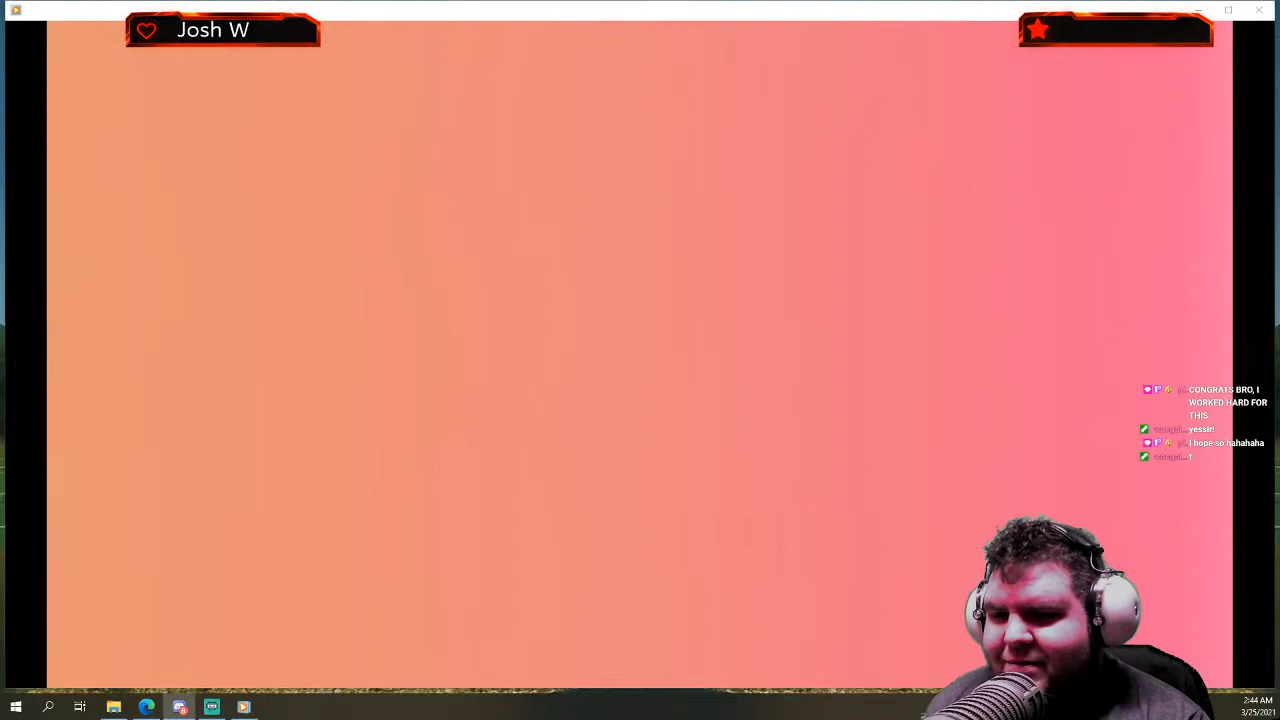 Josh W
CONGRATS BRO, I
WORKED HARD FOR
THIS
yessir!
I hope so hahahaha
t
2:44 AM
3/25/2021